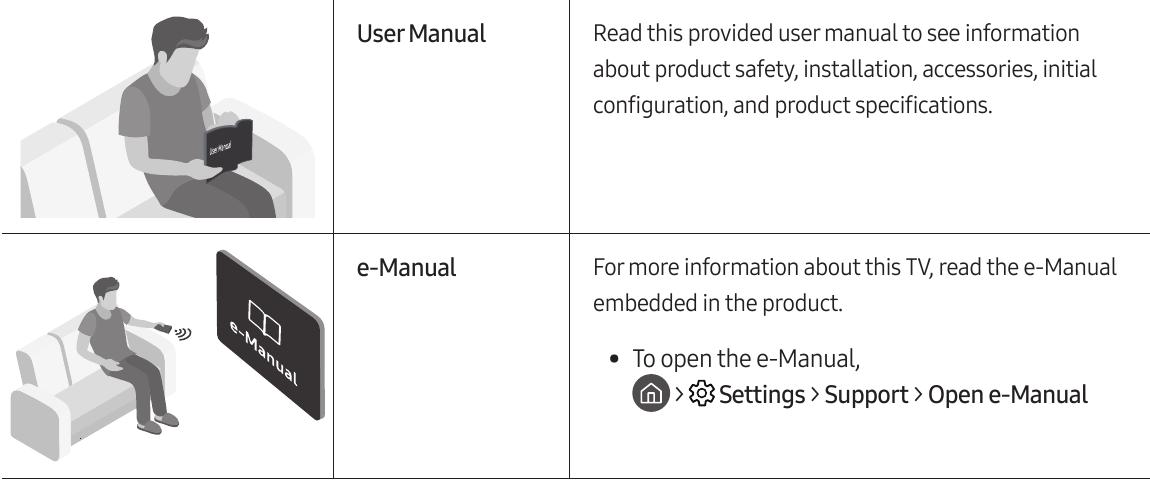 User Manual
User Manual
Read this provided user manual to see information
about product safety, installation, accessories, initial
configuration, and product specifications.
e-Manual
e-Manual
For more information about this TV, read the e-Manual
embedded in the product.
• To open the e-Manual,
> Settings > Support > Open e-Manual